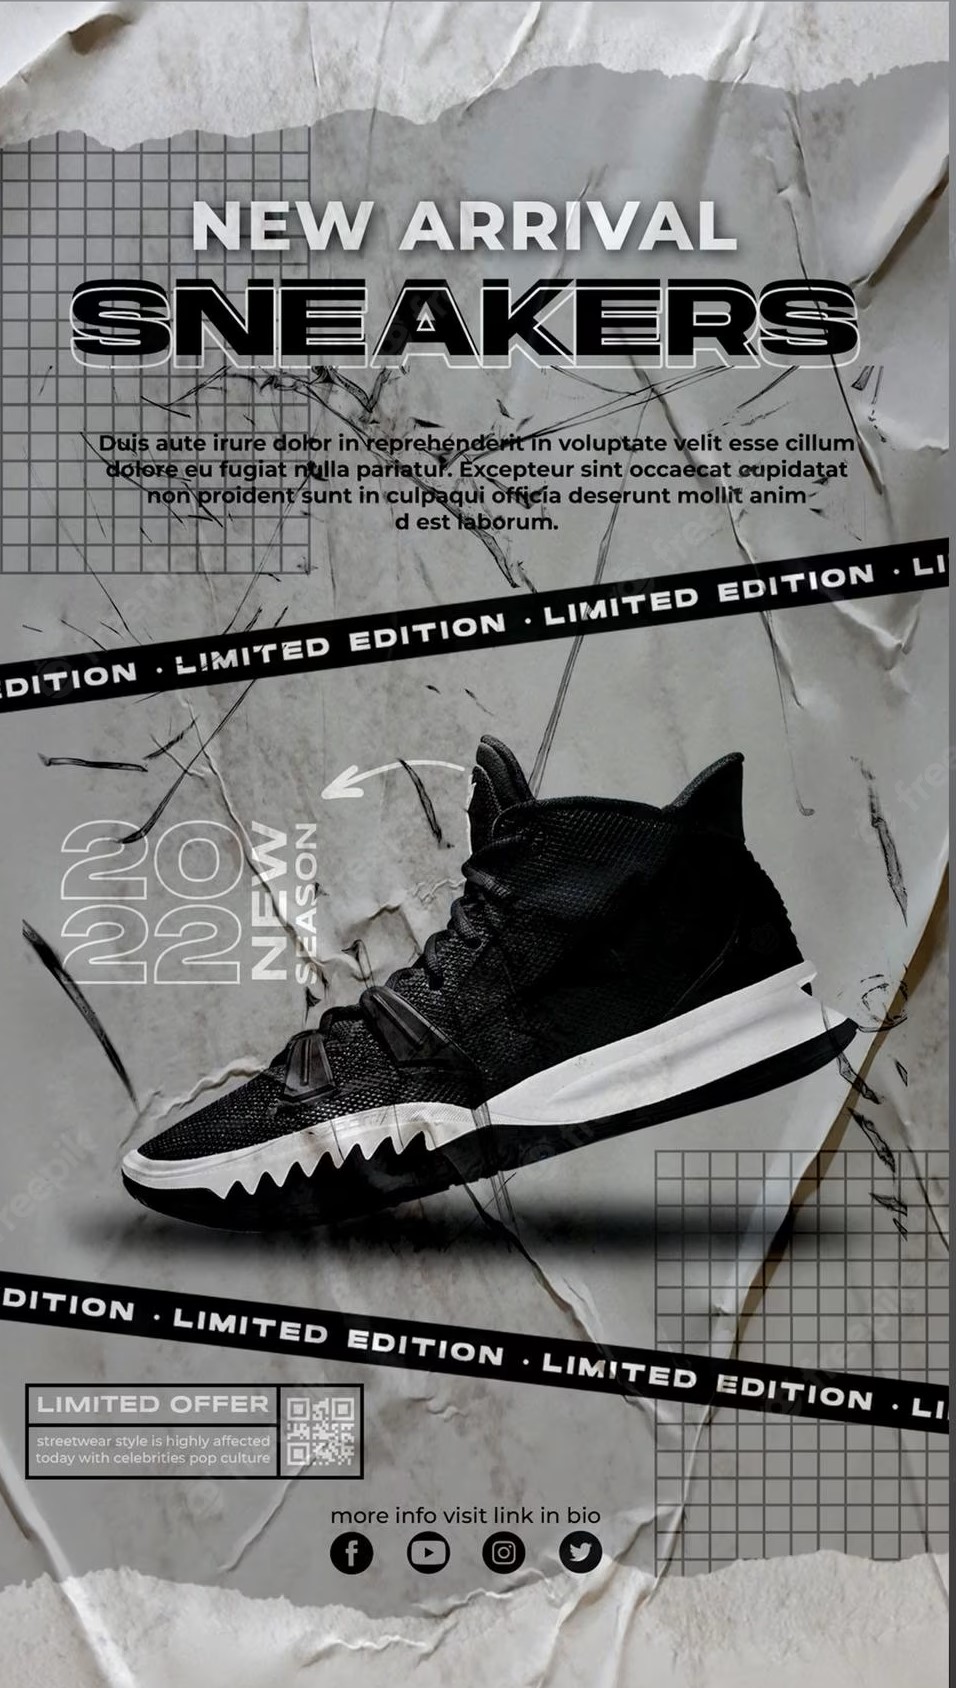 NEW ARRIVAL
SNEAKERS
Duis aute irure dolor in reprehenderit in voluptate velit esse cillum
dolore eu fugiat nulla pariatur. Excepteur sint occaecat cupidatat
non proident sunt in culpaqui officia deserunt mollit anim
d est laborum.
EDITION · LIMITED EDITION · LIMITED EDITION · LI
20
22
NEW
SEASON
DITION · LIMITED EDITION · LIMITED EDITION · LI
LIMITED OFFER
streetwear style is highly affected
today with celebrities pop culture
more info visit link in bio